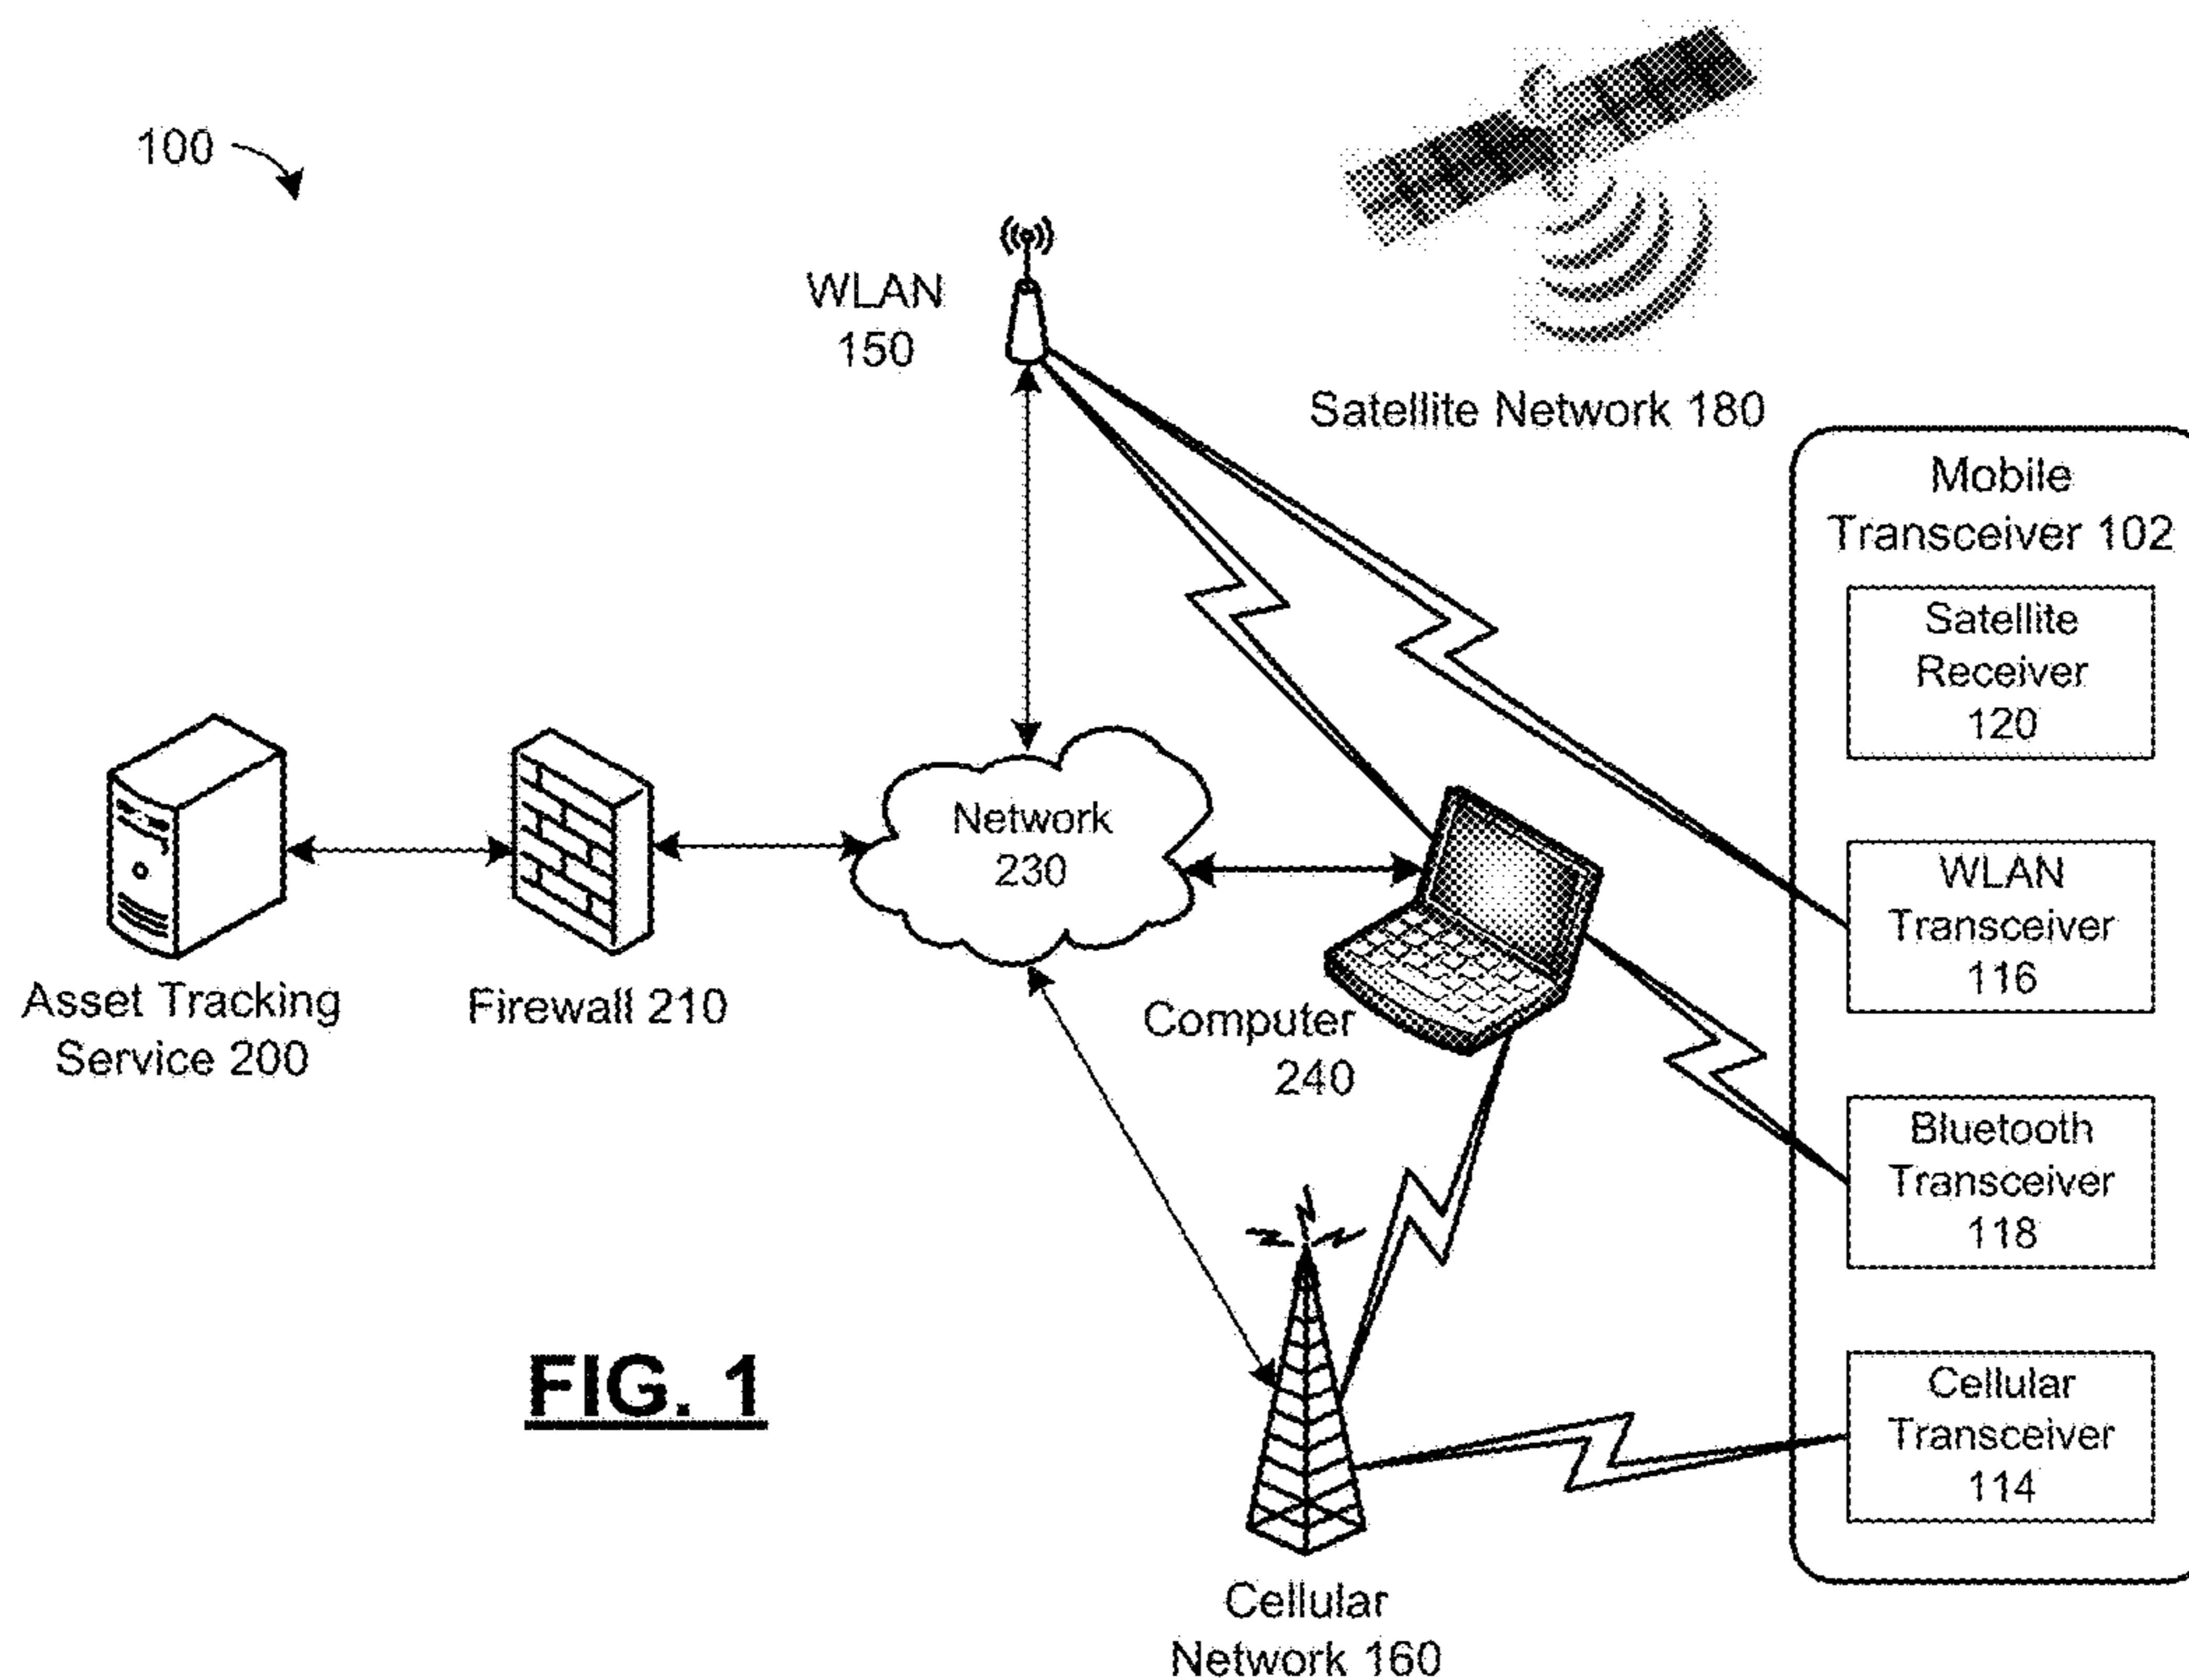 100
WLAN
150
Satellite Network 180
Mobile
Transceiver 102
Satellite
Receiver
120
WLAN
Transceiver
116
Bluetooth
Transceiver
118
Cellular
Transceiver
114
Network
230
Asset Tracking
Service 200
Firewall 210
Computer
240
FIG. 1
Cellular
Network 160